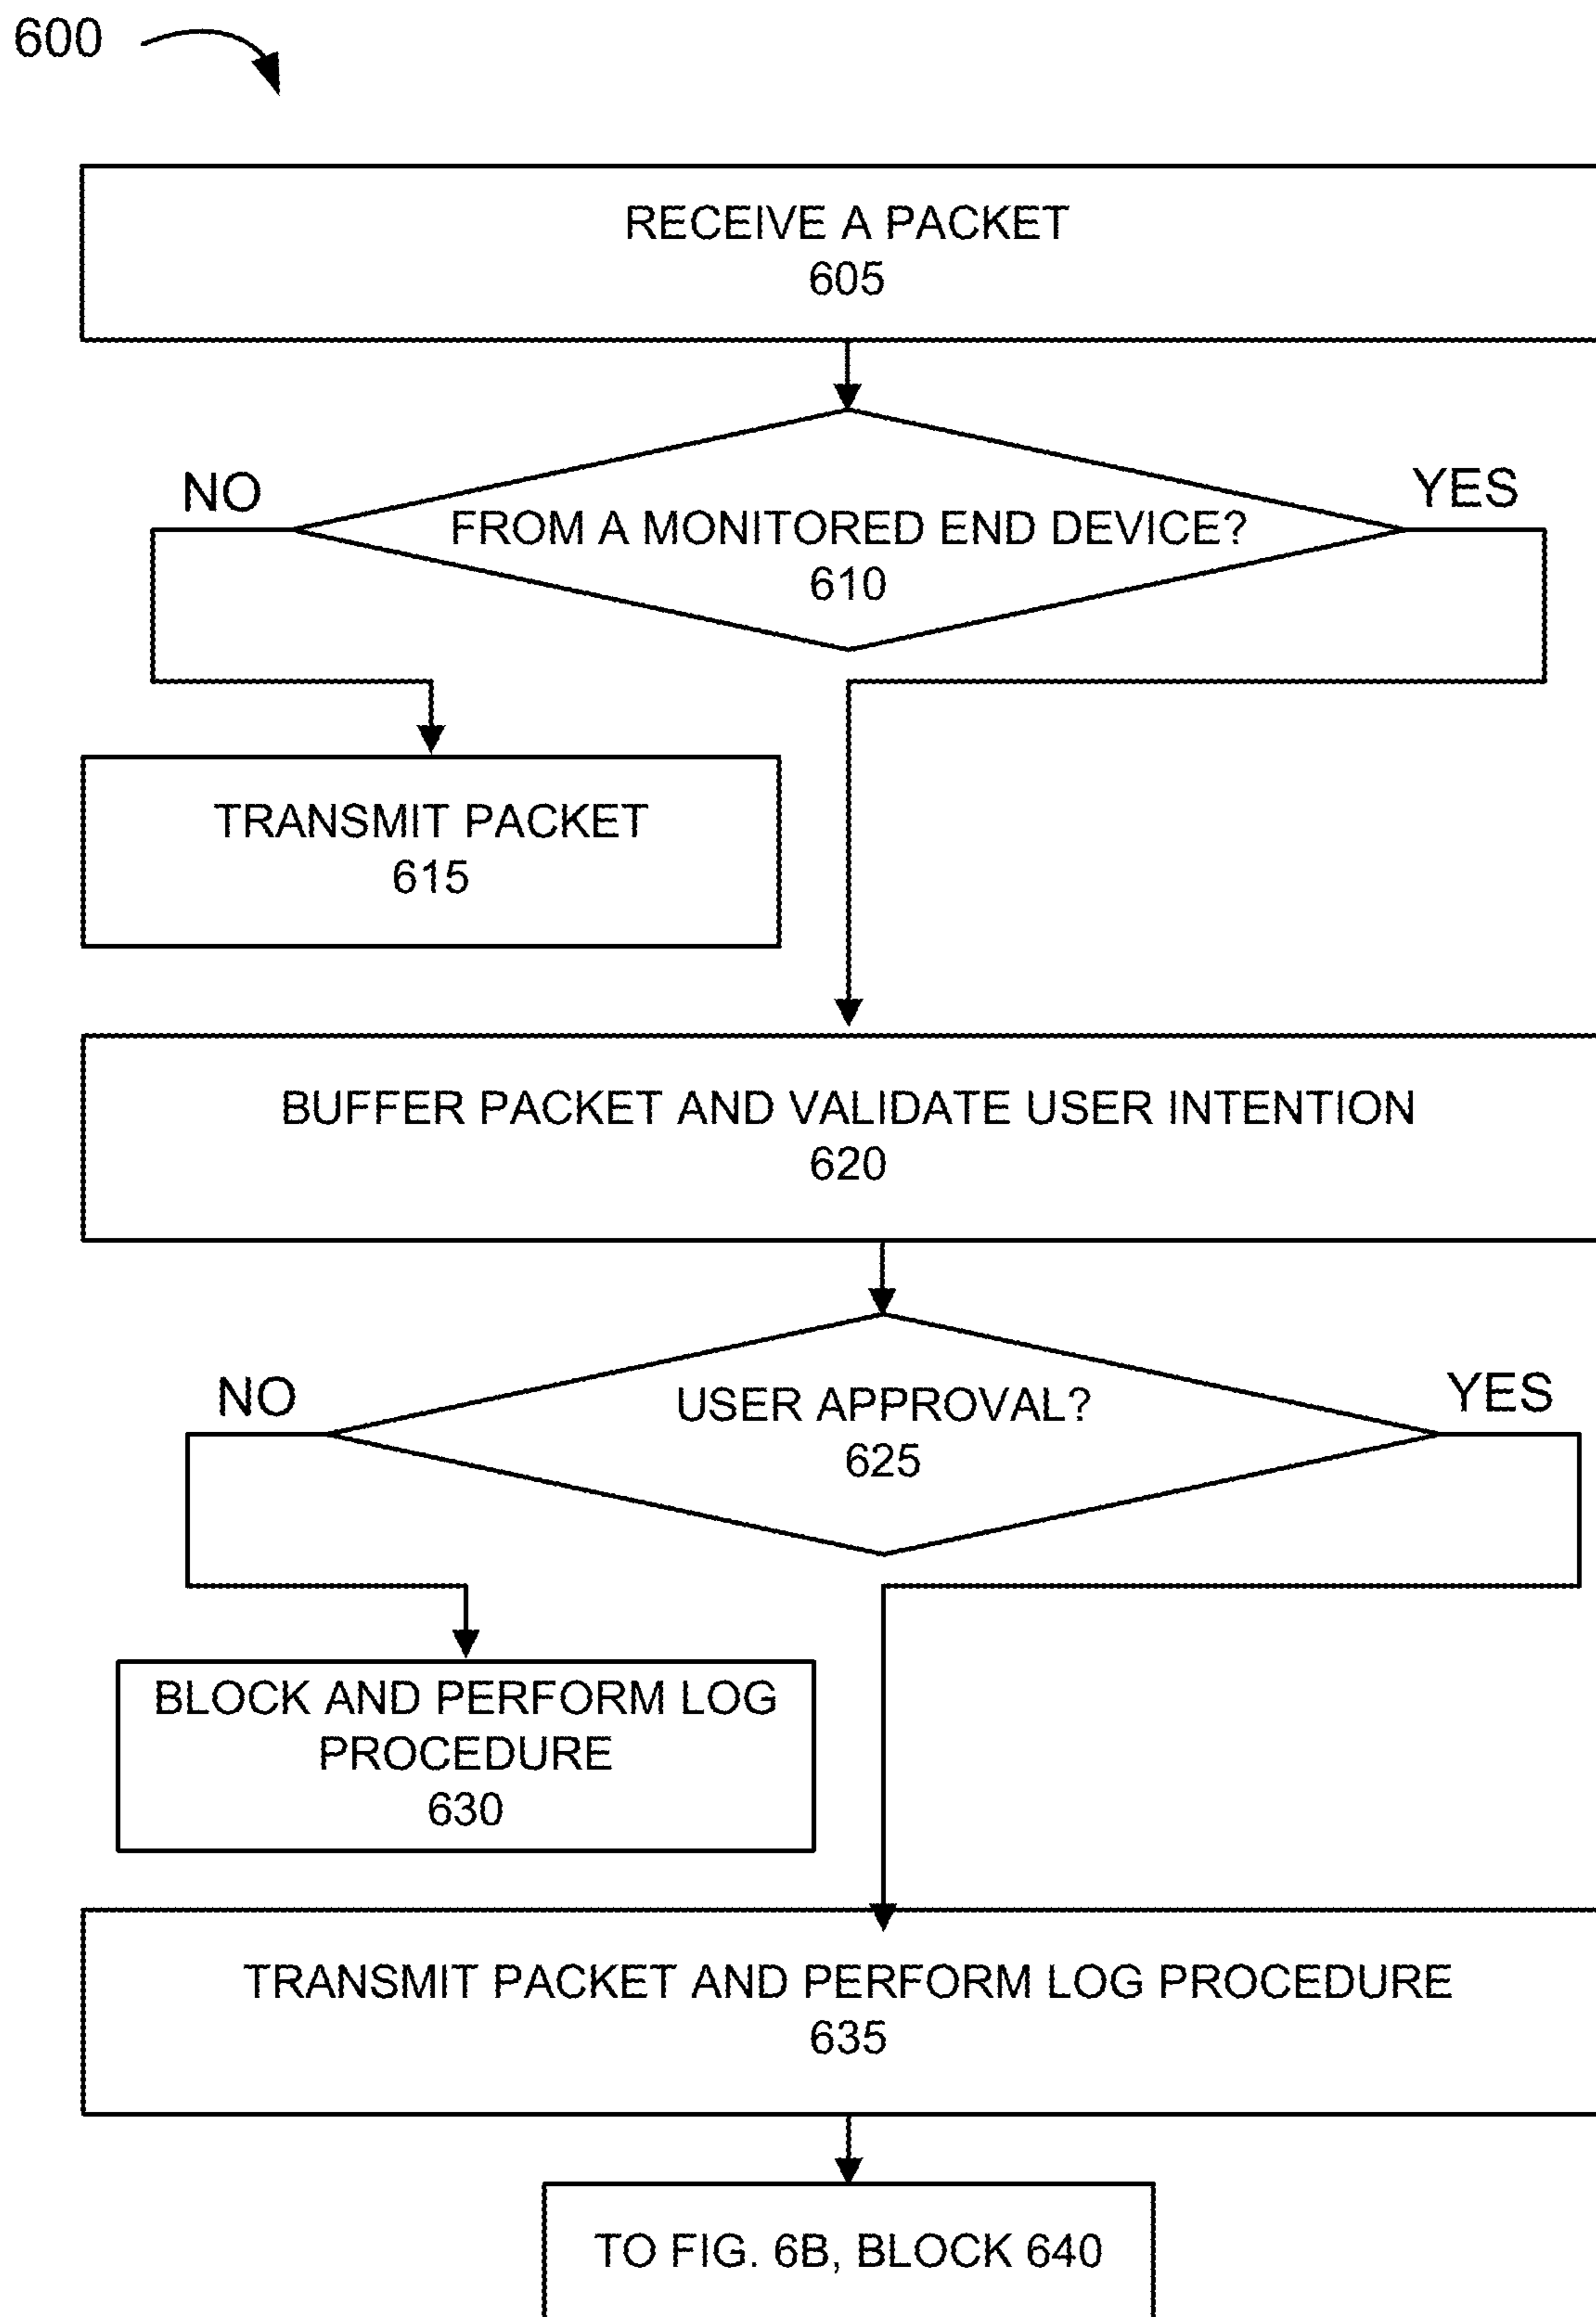 600
RECEIVE A PACKET
605
NO
YES
FROM A MONITORED END DEVICE?
610
TRANSMIT PACKET
615
BUFFER PACKET AND VALIDATE USER INTENTION
620
NO
YES
USER APPROVAL?
625
BLOCK AND PERFORM LOG
PROCEDURE
630
TRANSMIT PACKET AND PERFORM LOG PROCEDURE
635
TO FIG. 6B, BLOCK 640